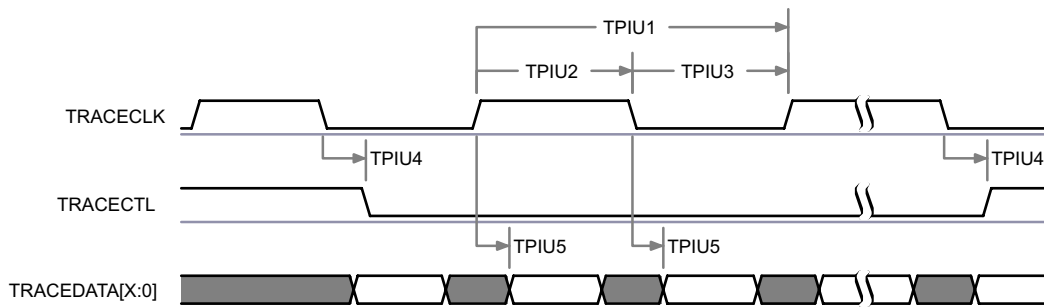 TPIU1
TPIU2
TPIU3
TRACECLK
TPIU4
TPIU4
TRACECTL
TPIU5
TPIU5
TRACEDATA[X:0]